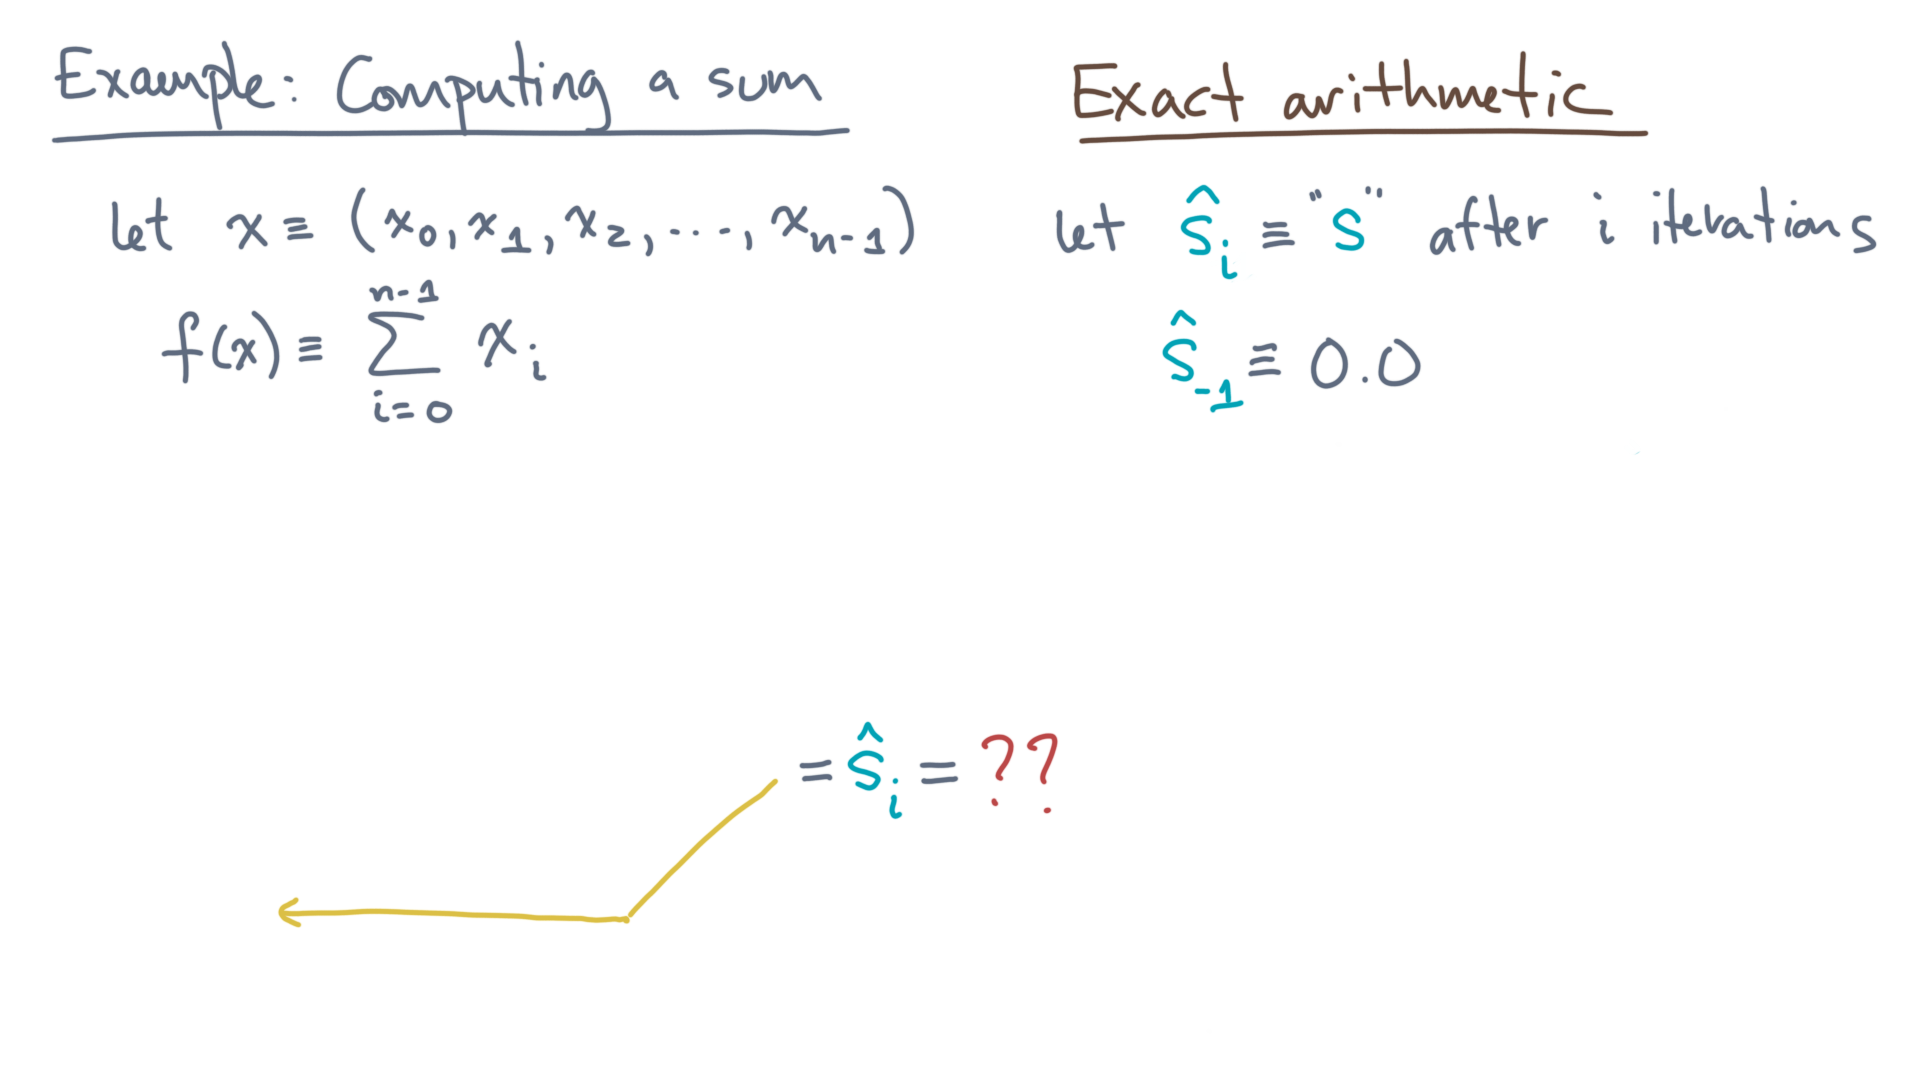 Example: Computing a sum
let x ≡ (x₀, x₁, x₂, ..., xₙ₋₁)
n-1
f(x) ≡ ∑ xᵢ
i=0
Exact arithmetic
let ŝᵢ ≡ "s" after i iterations
ŝ₋₁ ≡ 0.0
= ŝᵢ = ??